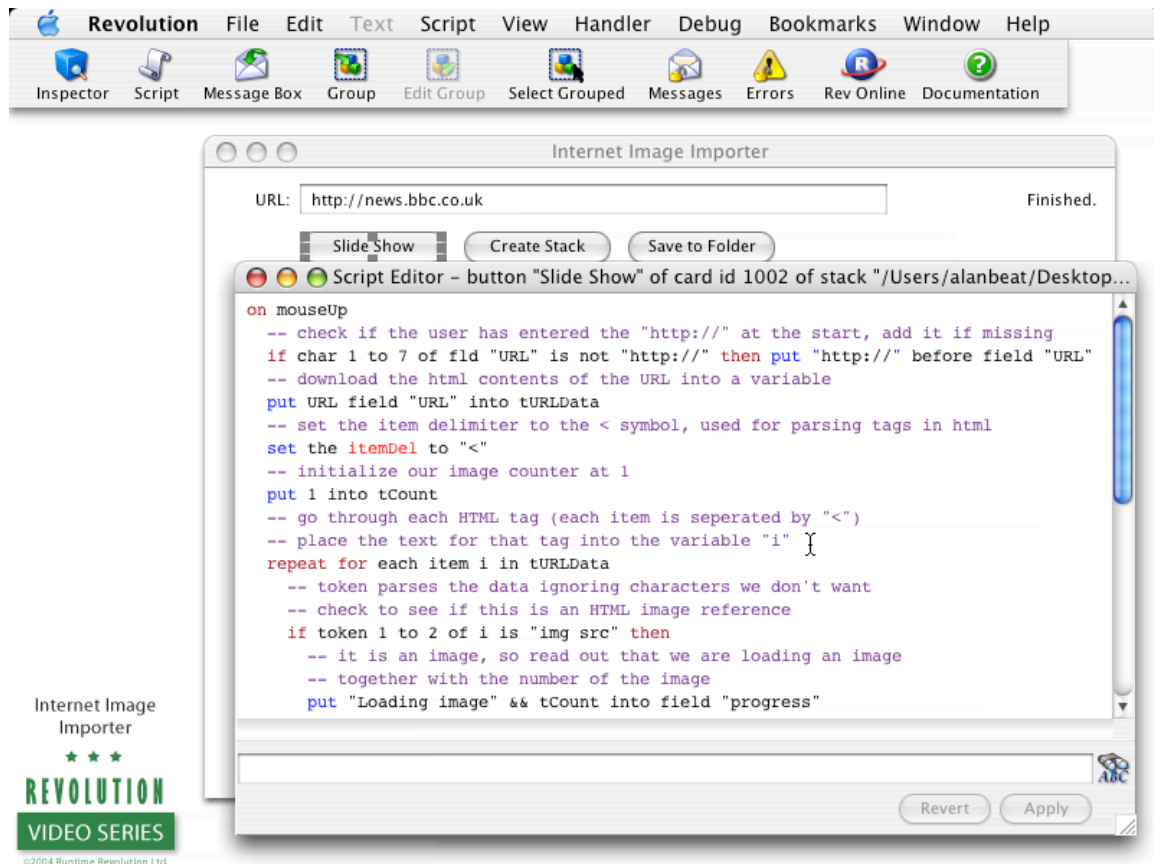 Revolution File Edit Text Script View Handler Debug Bookmarks Window Help
Inspector Script Message Box Group Edit Group Select Grouped Messages Errors Rev Online Documentation
Internet Image Importer
URL: http://news.bbc.co.uk Finished.
Slide Show Create Stack Save to Folder
Script Editor – button "Slide Show" of card id 1002 of stack "/Users/alanbeat/Desktop...
on mouseUp
-- check if the user has entered the "http://" at the start, add it if missing
if char 1 to 7 of fld "URL" is not "http://" then put "http://" before field "URL"
-- download the html contents of the URL into a variable
put URL field "URL" into tURLData
-- set the item delimiter to the < symbol, used for parsing tags in html
set the itemDel to "<"
-- initialize our image counter at 1
put 1 into tCount
-- go through each HTML tag (each item is seperated by "<")
-- place the text for that tag into the variable "i"
repeat for each item i in tURLData
-- token parses the data ignoring characters we don't want
-- check to see if this is an HTML image reference
if token 1 to 2 of i is "img src" then
-- it is an image, so read out that we are loading an image
-- together with the number of the image
put "Loading image" && tCount into field "progress"
ABC
Revert Apply
Internet Image
Importer
REVOLUTION
VIDEO SERIES
©2004 Runtime Revolution Ltd.